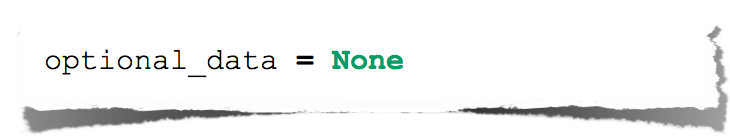 optional_data = None